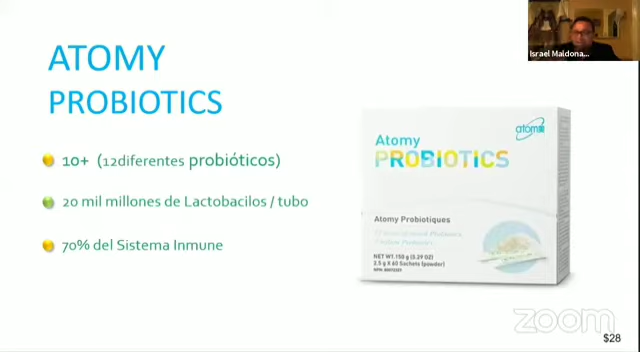 ATOMY
PROBIOTICS
10+ (12diferentes probióticos)
20 mil millones de Lactobacilos / tubo
70% del Sistema Inmune
Israel Maldona...
atomy
Atomy
PROBIOTICS
Atomy Probiotiques
NET WT. 150 g (5.29 OZ)
2.5 g X 60 Sachets (powder)
zoom
$28